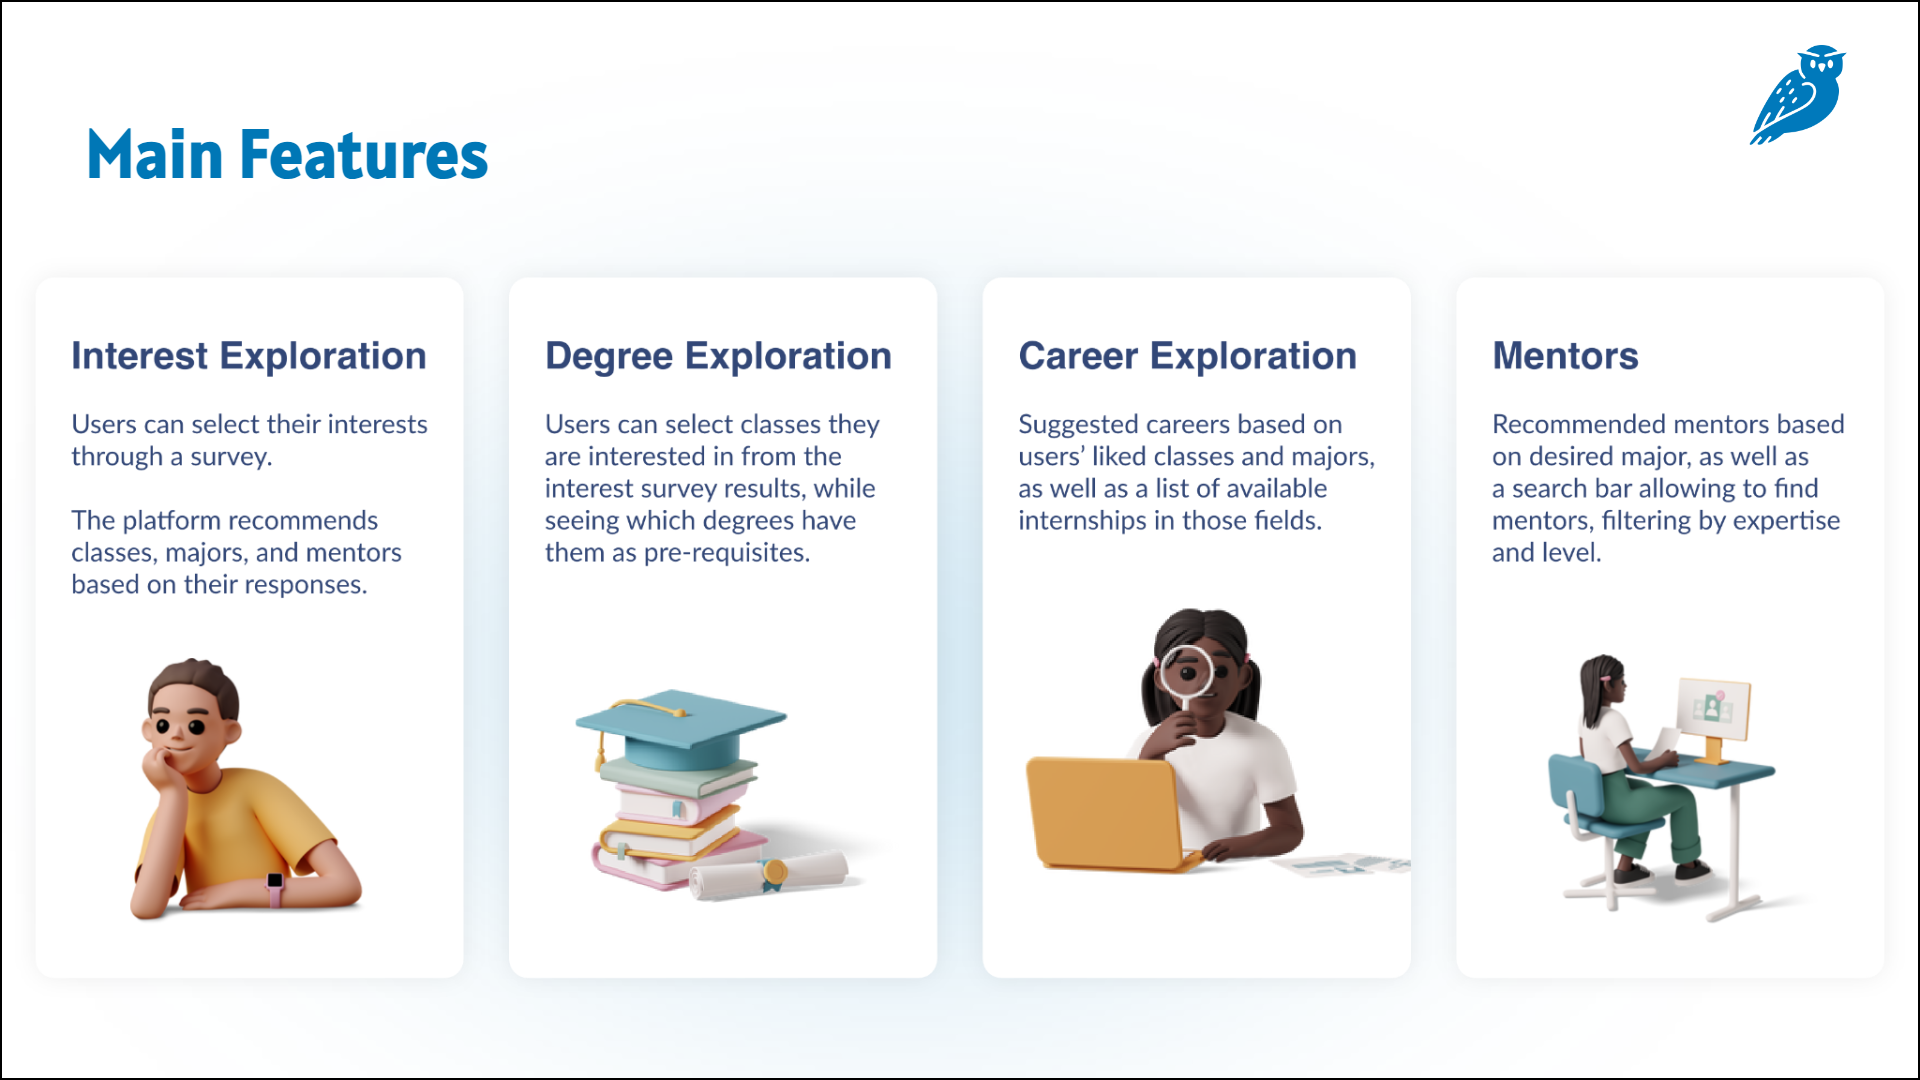 Main Features
Interest Exploration
Users can select their interests
through a survey.
The platform recommends
classes, majors, and mentors
based on their responses.
Degree Exploration
Users can select classes they
are interested in from the
interest survey results, while
seeing which degrees have
them as pre-requisites.
Career Exploration
Suggested careers based on
users’ liked classes and majors,
as well as a list of available
internships in those fields.
Mentors
Recommended mentors based
on desired major, as well as
a search bar allowing to find
mentors, filtering by expertise
and level.